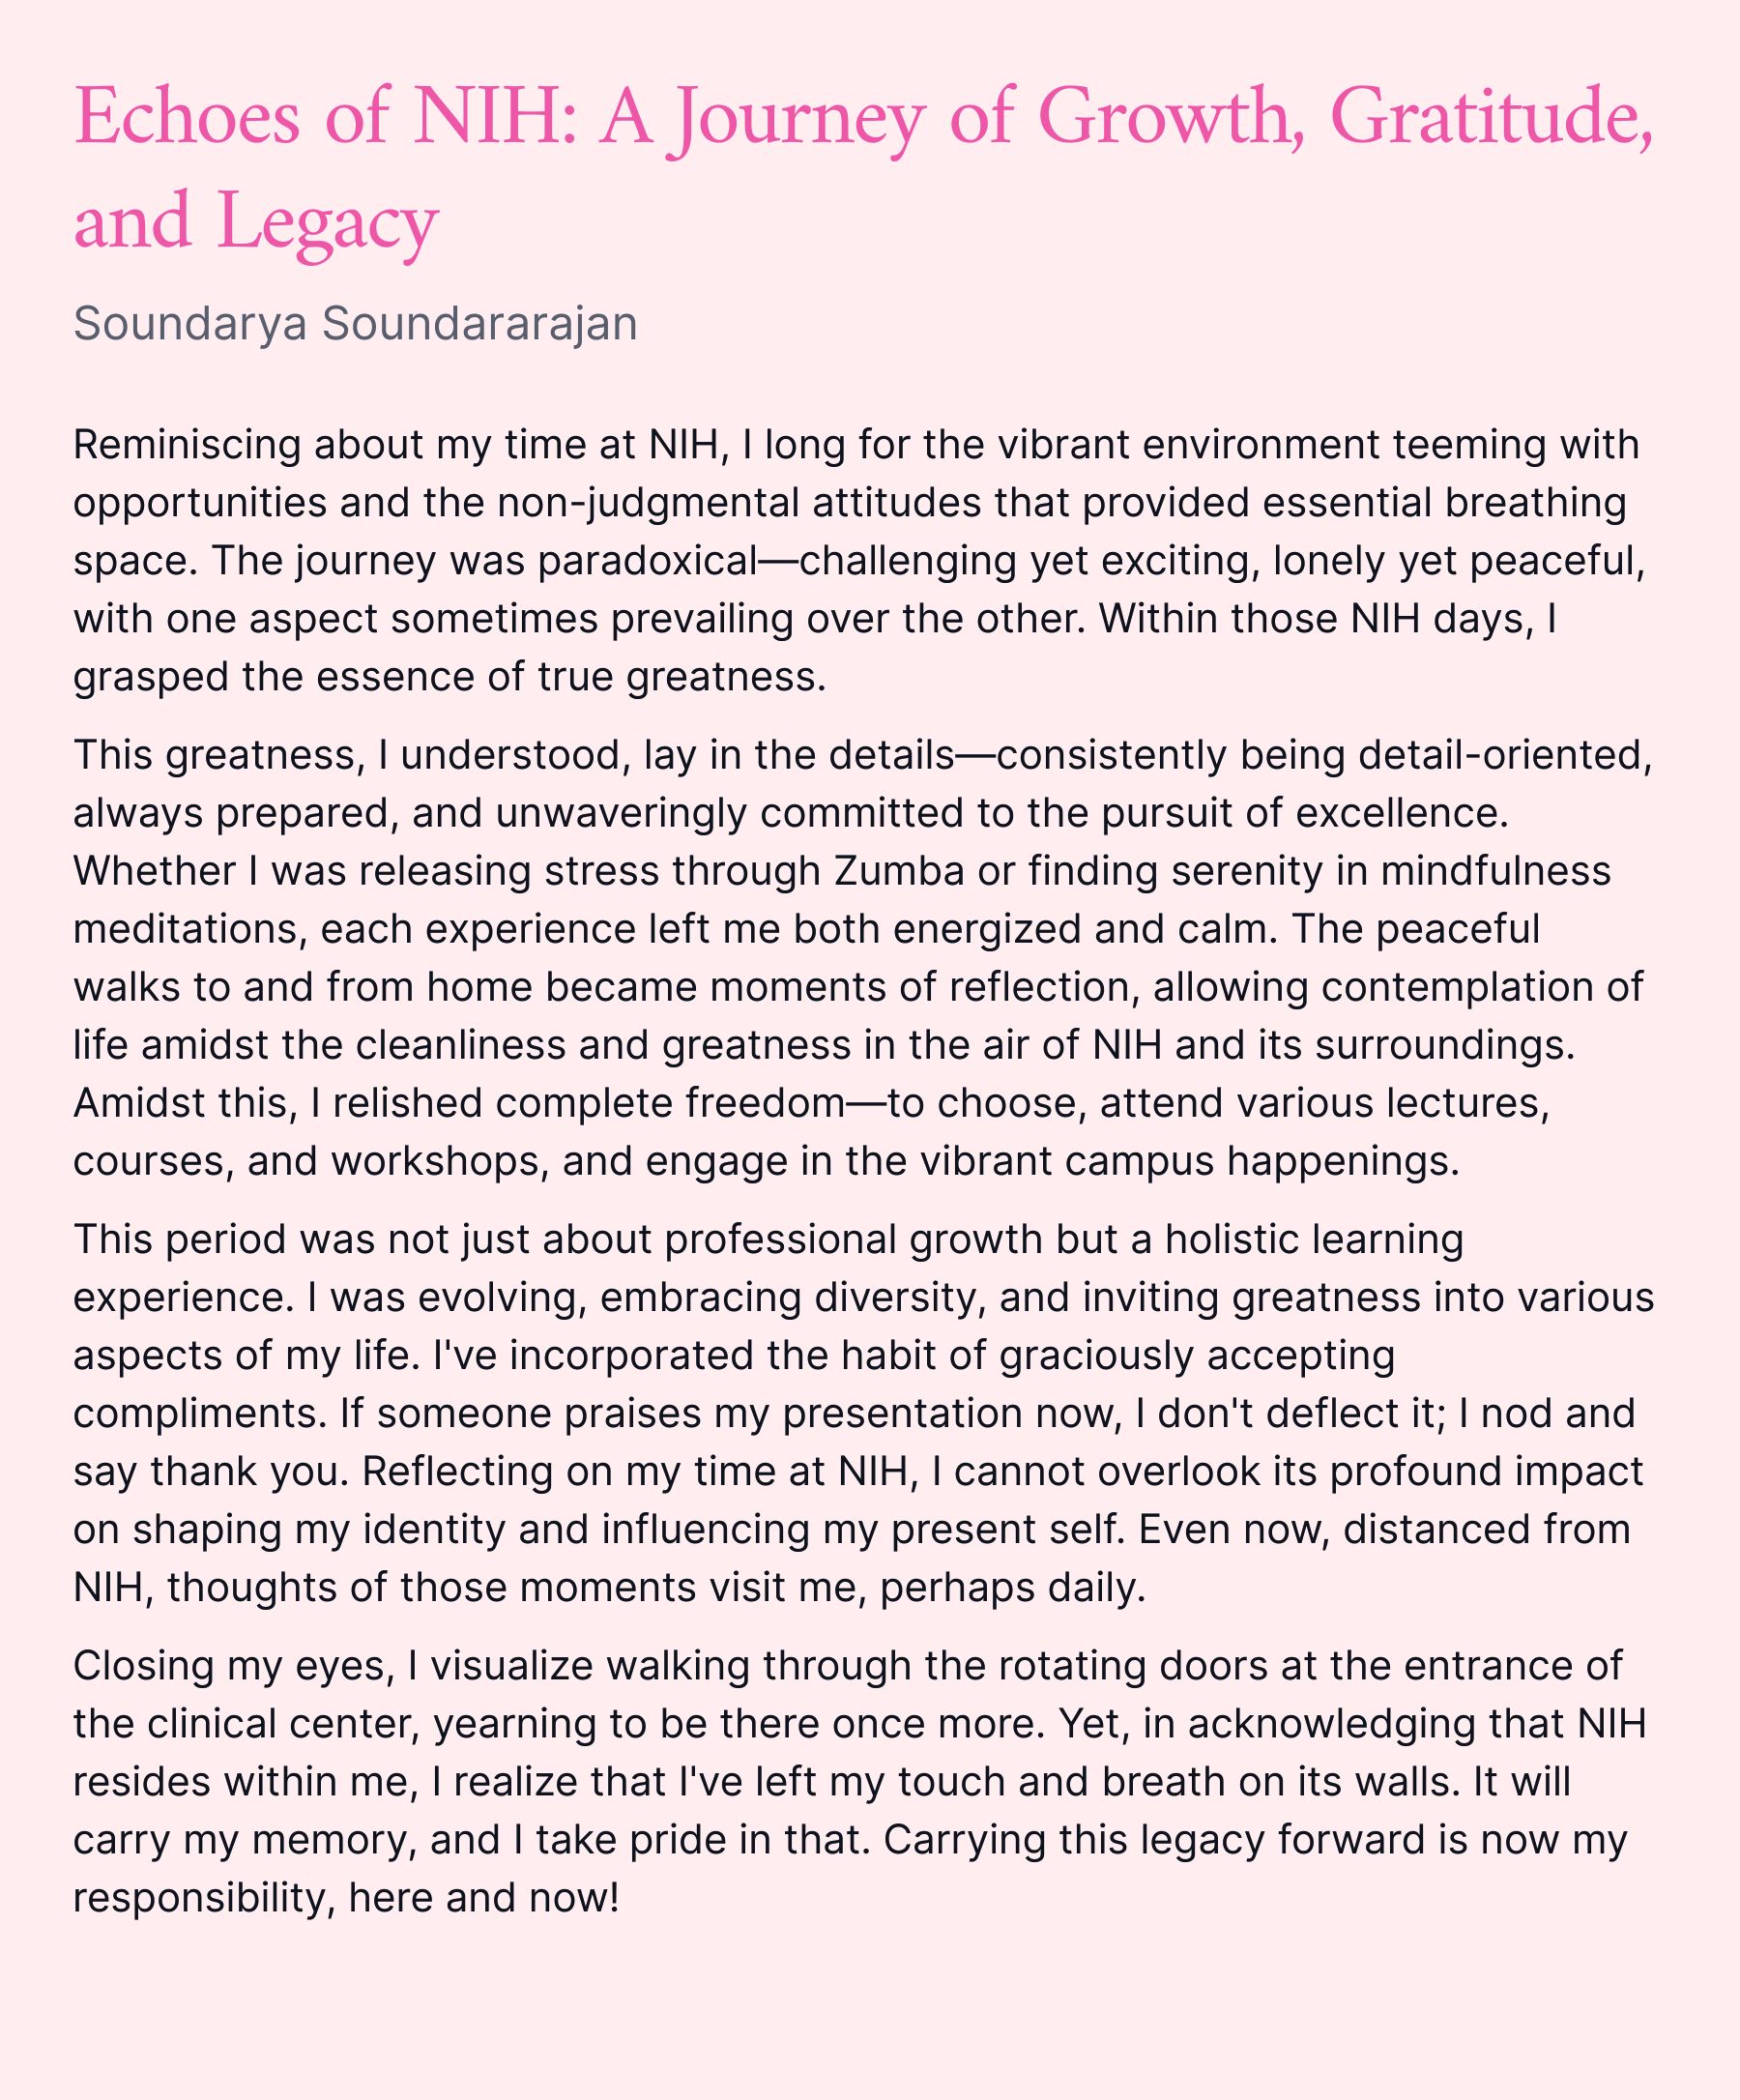 Echoes of NIH: A Journey of Growth, Gratitude,
and Legacy
Soundarya Soundararajan
Reminiscing about my time at NIH, I long for the vibrant environment teeming with
opportunities and the non-judgmental attitudes that provided essential breathing
space. The journey was paradoxical—challenging yet exciting, lonely yet peaceful,
with one aspect sometimes prevailing over the other. Within those NIH days, I
grasped the essence of true greatness.
This greatness, I understood, lay in the details—consistently being detail-oriented,
always prepared, and unwaveringly committed to the pursuit of excellence.
Whether I was releasing stress through Zumba or finding serenity in mindfulness
meditations, each experience left me both energized and calm. The peaceful
walks to and from home became moments of reflection, allowing contemplation of
life amidst the cleanliness and greatness in the air of NIH and its surroundings.
Amidst this, I relished complete freedom—to choose, attend various lectures,
courses, and workshops, and engage in the vibrant campus happenings.
This period was not just about professional growth but a holistic learning
experience. I was evolving, embracing diversity, and inviting greatness into various
aspects of my life. I've incorporated the habit of graciously accepting
compliments. If someone praises my presentation now, I don't deflect it; I nod and
say thank you. Reflecting on my time at NIH, I cannot overlook its profound impact
on shaping my identity and influencing my present self. Even now, distanced from
NIH, thoughts of those moments visit me, perhaps daily.
Closing my eyes, I visualize walking through the rotating doors at the entrance of
the clinical center, yearning to be there once more. Yet, in acknowledging that NIH
resides within me, I realize that I've left my touch and breath on its walls. It will
carry my memory, and I take pride in that. Carrying this legacy forward is now my
responsibility, here and now!